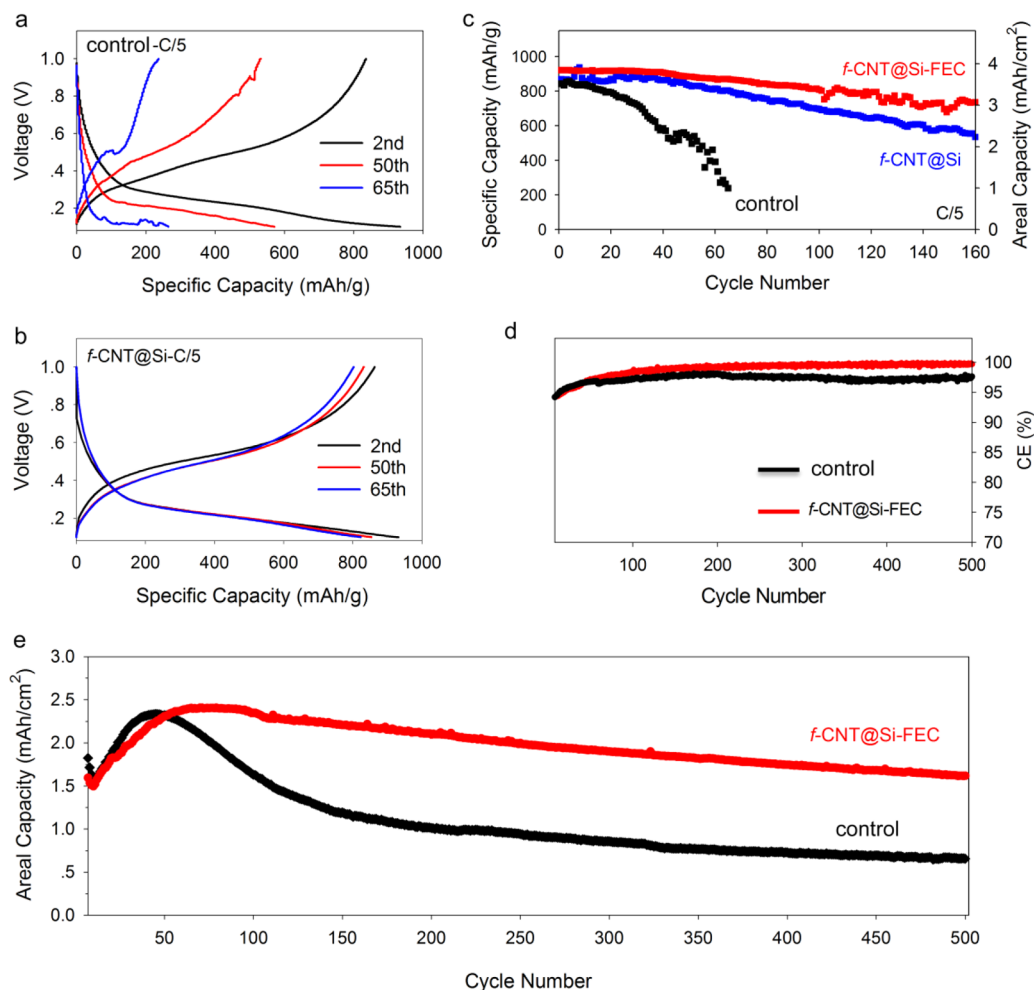 a
control-C/5
Voltage (V)
1.0
.8
.6
.4
.2
2nd
50th
65th
0 200 400 600 800 1000
Specific Capacity (mAh/g)
b
f-CNT@Si-C/5
Voltage (V)
1.0
.8
.6
.4
.2
2nd
50th
65th
0 200 400 600 800 1000
Specific Capacity (mAh/g)
c
Specific Capacity (mAh/g)
1000
800
600
400
800
0
f-CNT@Si-FEC
f-CNT@Si
control
C/5
4
3
2
1
0
Areal Capacity (mAh/cm²)
0 20 40 60 80 100 120 140 160
Cycle Number
d
control
f-CNT@Si-FEC
100
95
90
85
80
75
70
CE (%)
100 200 300 400 500
Cycle Number
e
Areal Capacity (mAh/cm²)
3.0
2.5
2.0
1.5
1.0
.5
0.0
f-CNT@Si-FEC
control
50 100 150 200 250 300 350 400 450 500
Cycle Number